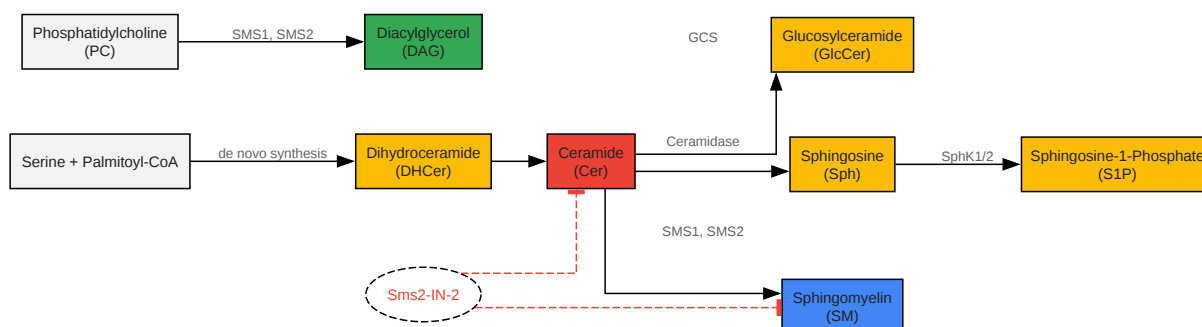 Phosphatidylcholine
(PC)
SMS1, SMS2
Diacylglycerol
(DAG)
GCS
Glucosylceramide
(GlcCer)
Serine + Palmitoyl-CoA
de novo synthesis
Dihydroceramide
(DHCer)
Ceramide
(Cer)
Ceramidase
Sphingosine
(Sph)
SphK1/2
Sphingosine-1-Phosphate
(S1P)
SMS1, SMS2
Sms2-IN-2
Sphingomyelin
(SM)